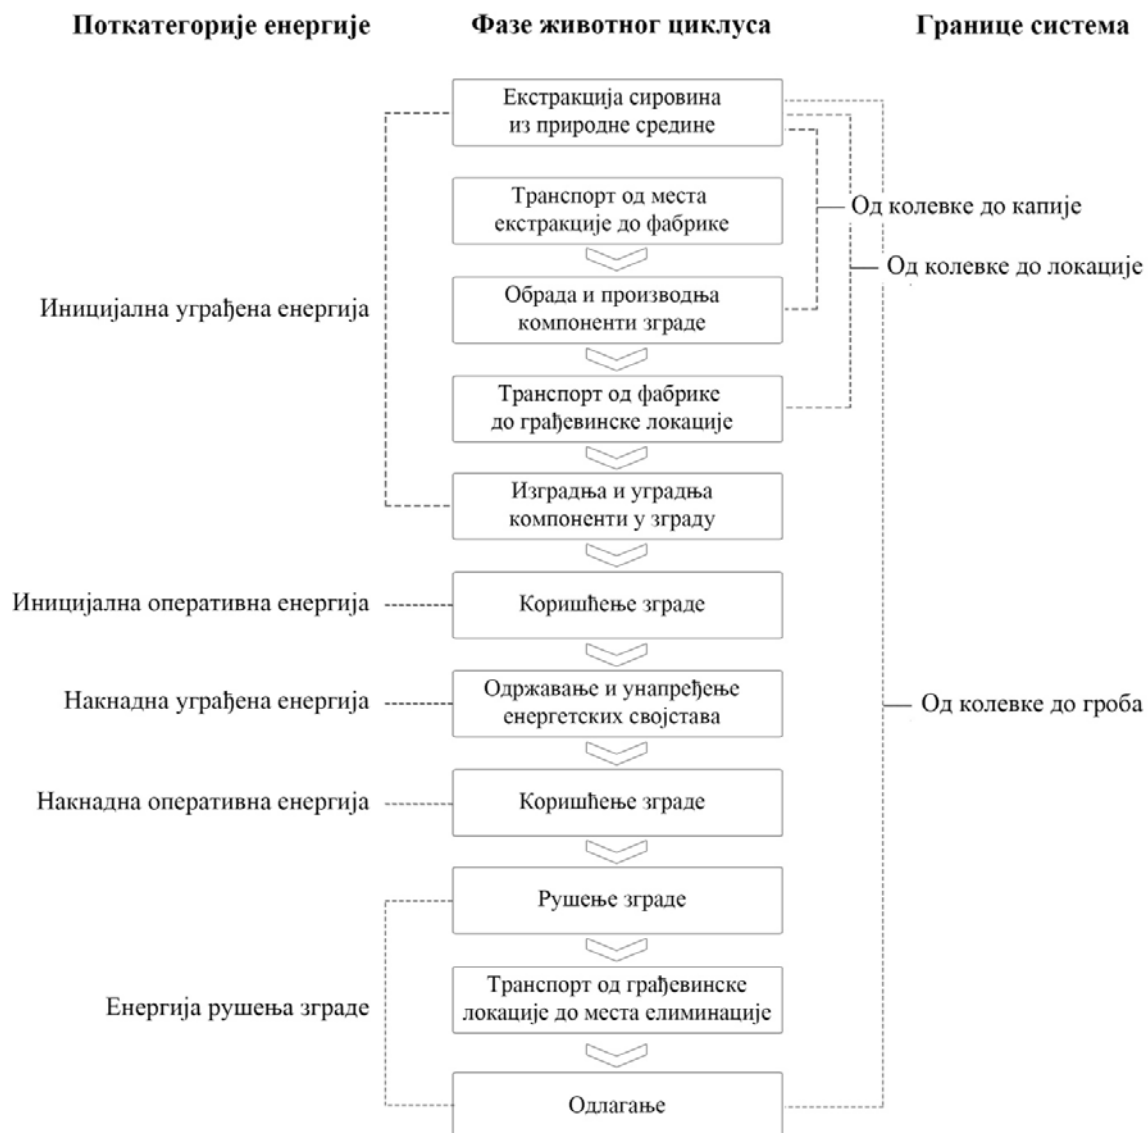 Поткатегорије енергије
Фазе животног циклуса
Границе система
Екстракција сировина
из природне средине
Транспорт од места
екстракције до фабрике
Од колевке до капије
Од колевке до локације
Иницијална уграђена енергија
Обрада и производња
компоненти зграде
Транспорт од фабрике
до грађевинске локације
Изградња и уградња
компоненти у зграду
Иницијална оперативна енергија
Коришћење зграде
Накнадна уграђена енергија
Одржавање и унапређење
енергетских својстава
Од колевке до гроба
Накнадна оперативна енергија
Коришћење зграде
Рушење зграде
Енергија рушења зграде
Транспорт од грађевинске
локације до места елиминације
Одлагање